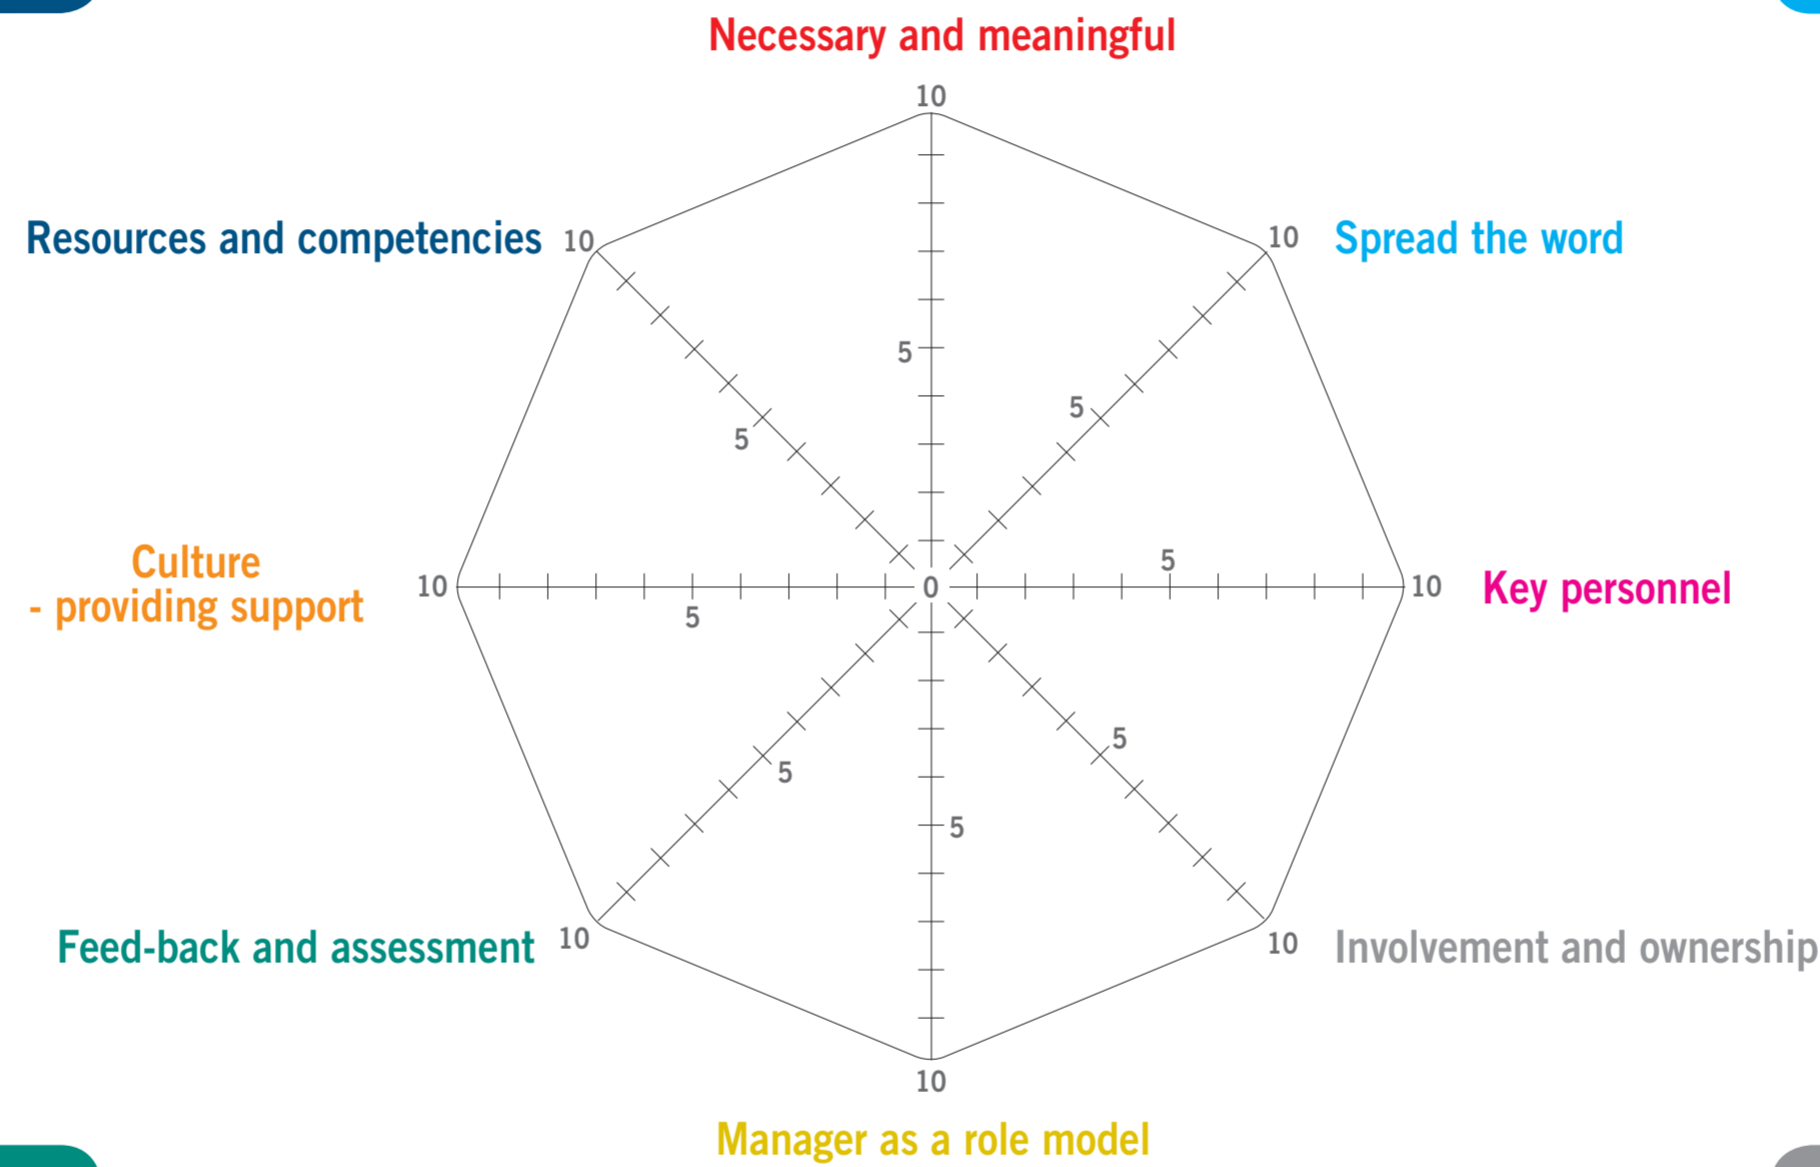 Necessary and meaningful
10
Resources and competencies 10
10 Spread the word
5
5
5
Culture
- providing support
10
5
0
5
10 Key personnel
5
5
5
Feed-back and assessment 10
10 Involvement and ownership
10
Manager as a role model